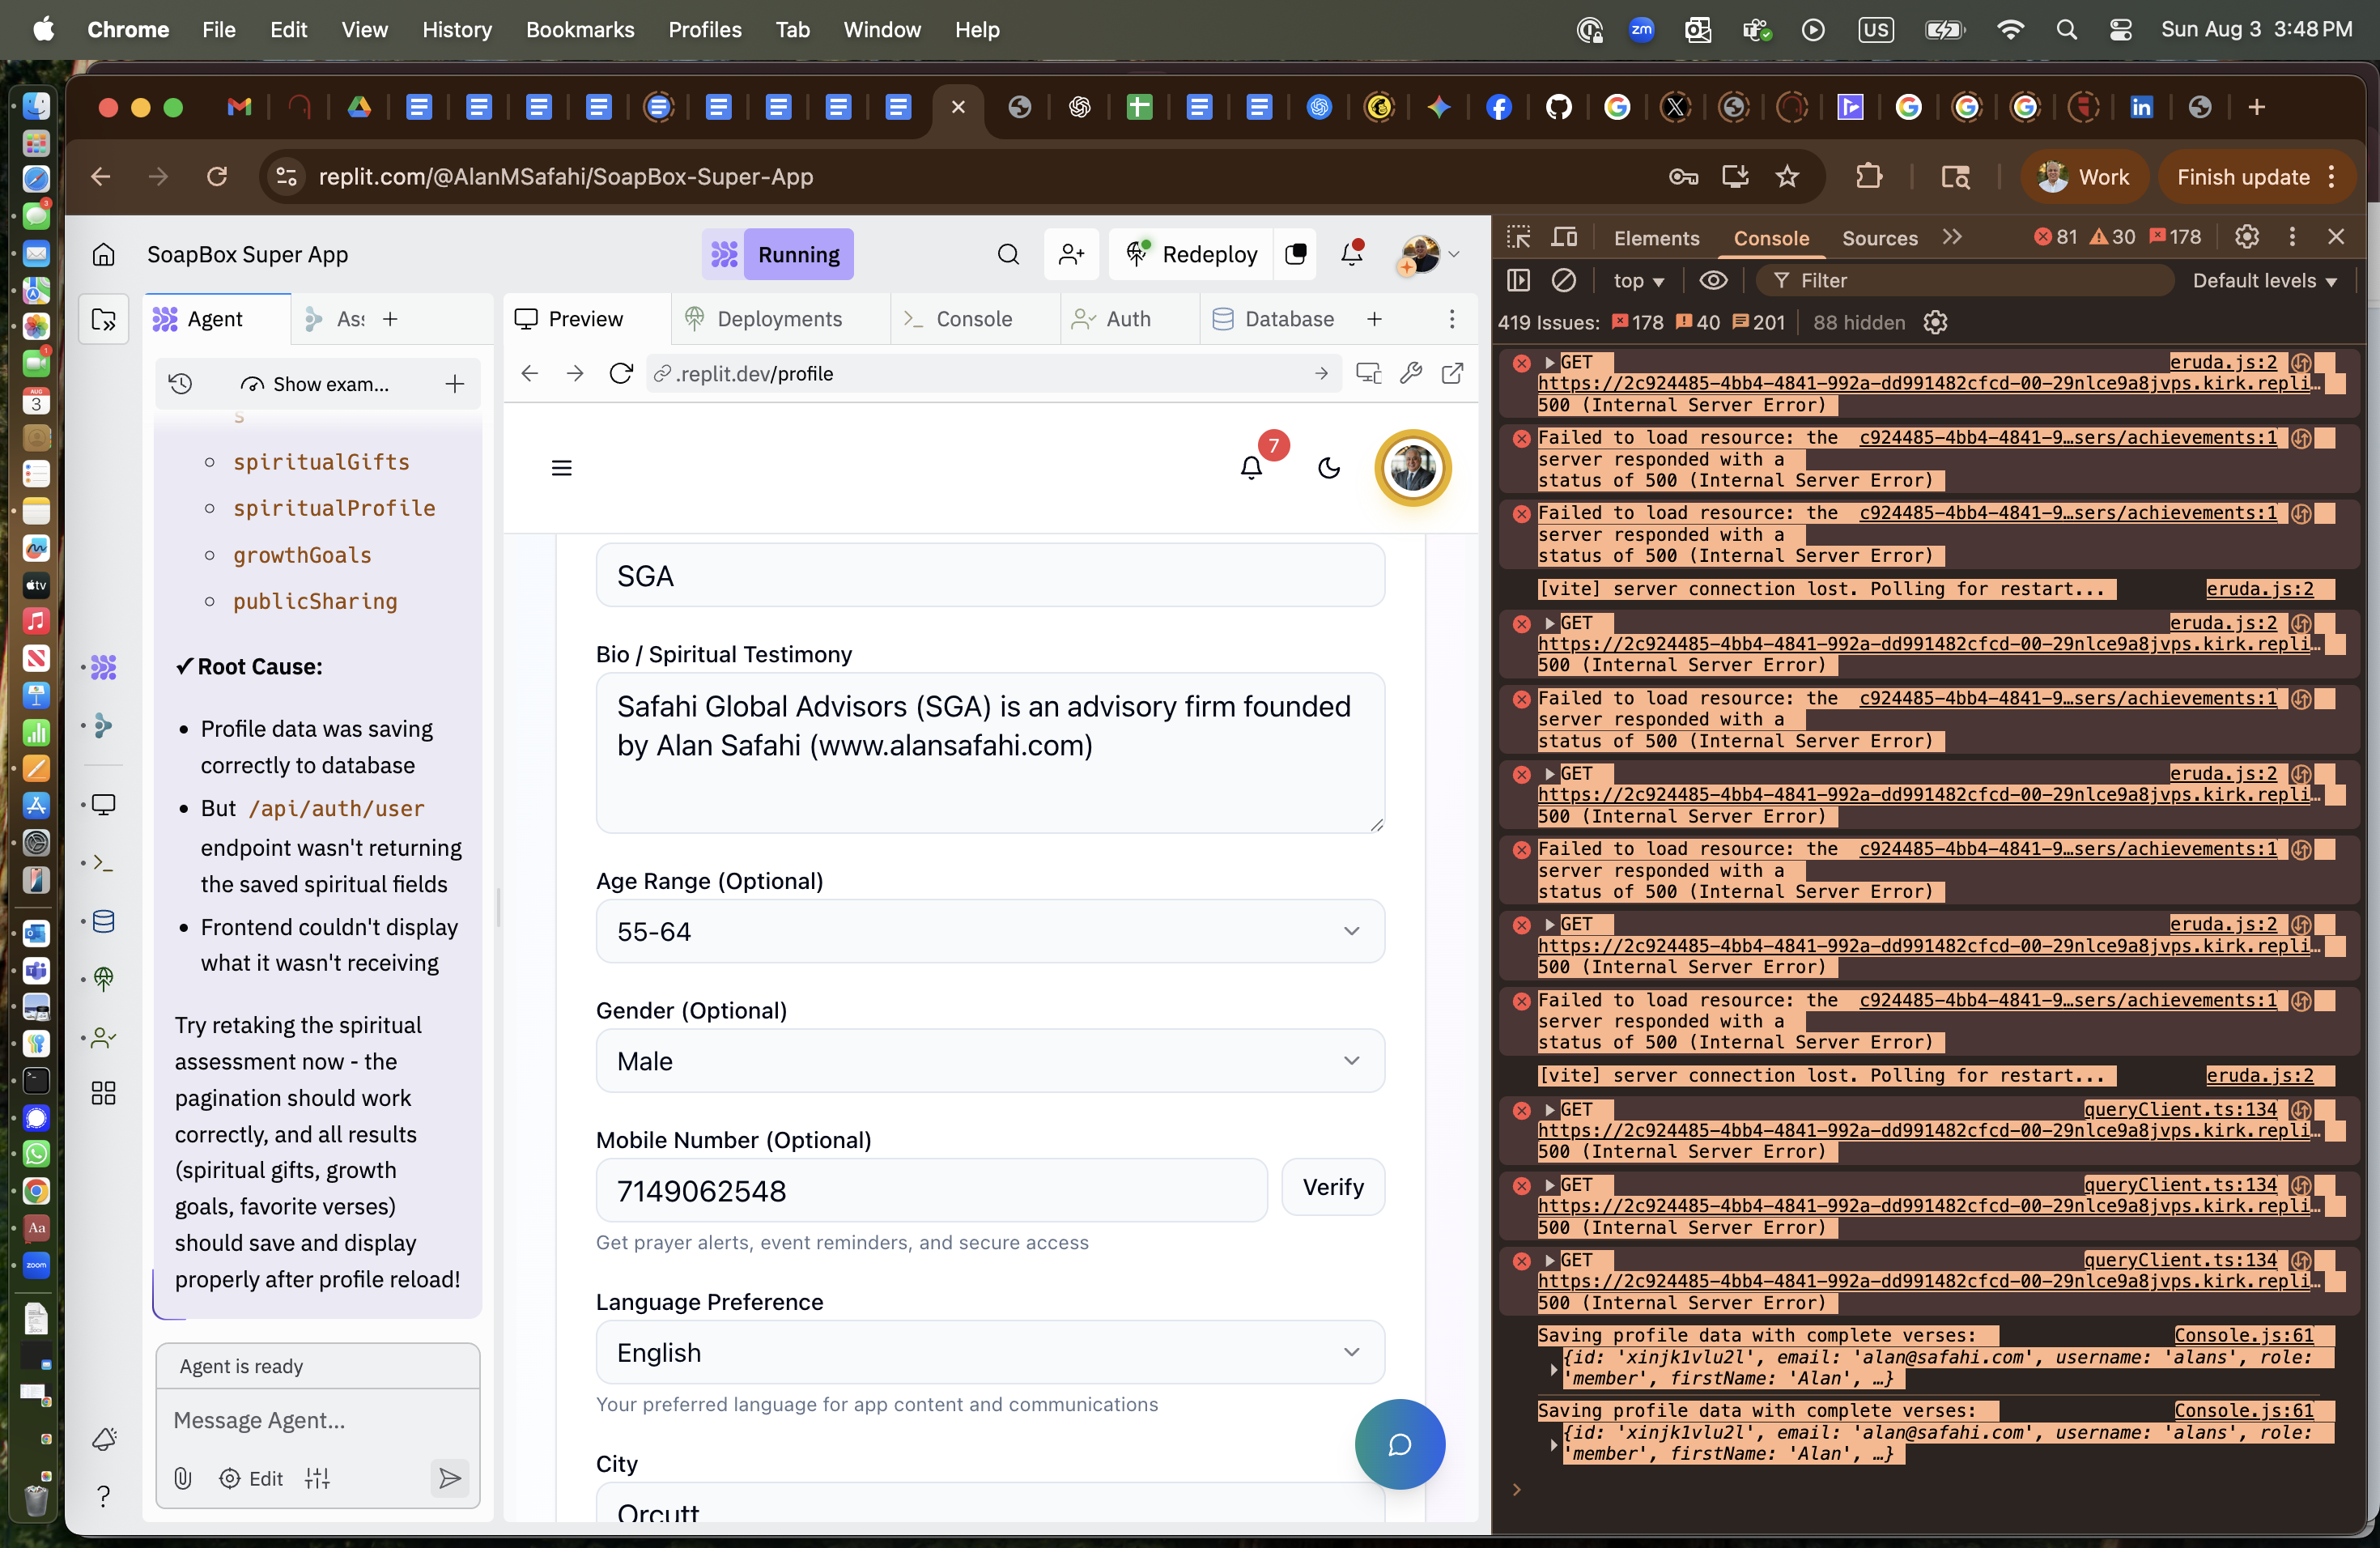 Chrome File Edit View History Bookmarks Profiles Tab Window Help
zm US Sun Aug 3 3:48 PM
replit.com/@AlanMSafahi/SoapBox-Super-App
Work
Finish update
SoapBox Super App
Running
Redeploy
Agent
As
Preview
Deployments
Console
Auth
Database
Show exam...
.replit.dev/profile
7
s
spiritualGifts
spiritualProfile
growthGoals
publicSharing
✓ Root Cause:
• Profile data was saving
correctly to database
• But /api/auth/user
endpoint wasn't returning
the saved spiritual fields
• Frontend couldn't display
what it wasn't receiving
Try retaking the spiritual
assessment now - the
pagination should work
correctly, and all results
(spiritual gifts, growth
goals, favorite verses)
should save and display
properly after profile reload!
Agent is ready
Message Agent...
Edit
SGA
Bio / Spiritual Testimony
Safahi Global Advisors (SGA) is an advisory firm founded
by Alan Safahi (www.alansafahi.com)
Age Range (Optional)
55-64
Gender (Optional)
Male
Mobile Number (Optional)
7149062548
Verify
Get prayer alerts, event reminders, and secure access
Language Preference
English
Your preferred language for app content and communications
City
Orcutt
Elements Console Sources 81 30 178
top Filter Default levels
419 Issues: 178 40 201 88 hidden
GET eruda.js:2
https://2c924485-4bb4-4841-992a-dd991482cfcd-00-29nlce9a8jvps.kirk.repli…
500 (Internal Server Error)
Failed to load resource: the c924485-4bb4-4841-9…sers/achievements:1
server responded with a
status of 500 (Internal Server Error)
Failed to load resource: the c924485-4bb4-4841-9…sers/achievements:1
server responded with a
status of 500 (Internal Server Error)
[vite] server connection lost. Polling for restart... eruda.js:2
GET eruda.js:2
https://2c924485-4bb4-4841-992a-dd991482cfcd-00-29nlce9a8jvps.kirk.repli…
500 (Internal Server Error)
Failed to load resource: the c924485-4bb4-4841-9…sers/achievements:1
server responded with a
status of 500 (Internal Server Error)
GET eruda.js:2
https://2c924485-4bb4-4841-992a-dd991482cfcd-00-29nlce9a8jvps.kirk.repli…
500 (Internal Server Error)
Failed to load resource: the c924485-4bb4-4841-9…sers/achievements:1
server responded with a
status of 500 (Internal Server Error)
GET eruda.js:2
https://2c924485-4bb4-4841-992a-dd991482cfcd-00-29nlce9a8jvps.kirk.repli…
500 (Internal Server Error)
Failed to load resource: the c924485-4bb4-4841-9…sers/achievements:1
server responded with a
status of 500 (Internal Server Error)
[vite] server connection lost. Polling for restart... eruda.js:2
GET queryClient.ts:134
https://2c924485-4bb4-4841-992a-dd991482cfcd-00-29nlce9a8jvps.kirk.repli…
500 (Internal Server Error)
GET queryClient.ts:134
https://2c924485-4bb4-4841-992a-dd991482cfcd-00-29nlce9a8jvps.kirk.repli…
500 (Internal Server Error)
GET queryClient.ts:134
https://2c924485-4bb4-4841-992a-dd991482cfcd-00-29nlce9a8jvps.kirk.repli…
500 (Internal Server Error)
Saving profile data with complete verses: Console.js:61
{id: 'xinjk1vlu2l', email: 'alan@safahi.com', username: 'alans', role:
'member', firstName: 'Alan', …}
Saving profile data with complete verses: Console.js:61
{id: 'xinjk1vlu2l', email: 'alan@safahi.com', username: 'alans', role:
'member', firstName: 'Alan', …}